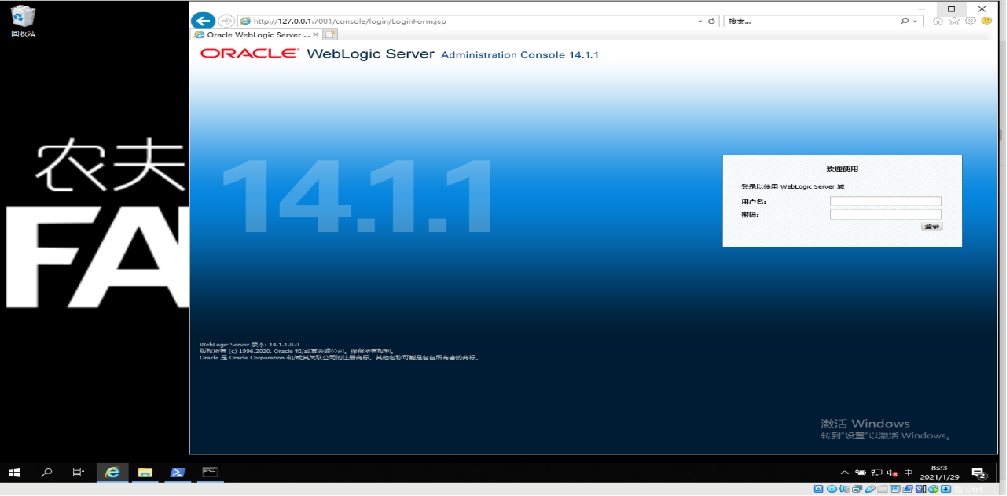 回收站
农夫
FA
http://127.0.0.1:7001/console/login/LoginForm.jsp
搜索...
Oracle WebLogic Server ...
ORACLE WebLogic Server Administration Console 14.1.1
14.1.1
欢迎使用
登录以使用 WebLogic Server 域
用户名:
密码:
登录
WebLogic Server 版本: 14.1.1.0.0
版权所有 (c) 1996,2020, Oracle 和/或其关联公司。保留所有权利。
Oracle 是 Oracle Corporation 和/或其关联公司的注册商标。其他名称可能是各自所有者的商标。
激活 Windows
转到"设置"以激活 Windows。
中
8:23
2021/1/29
2